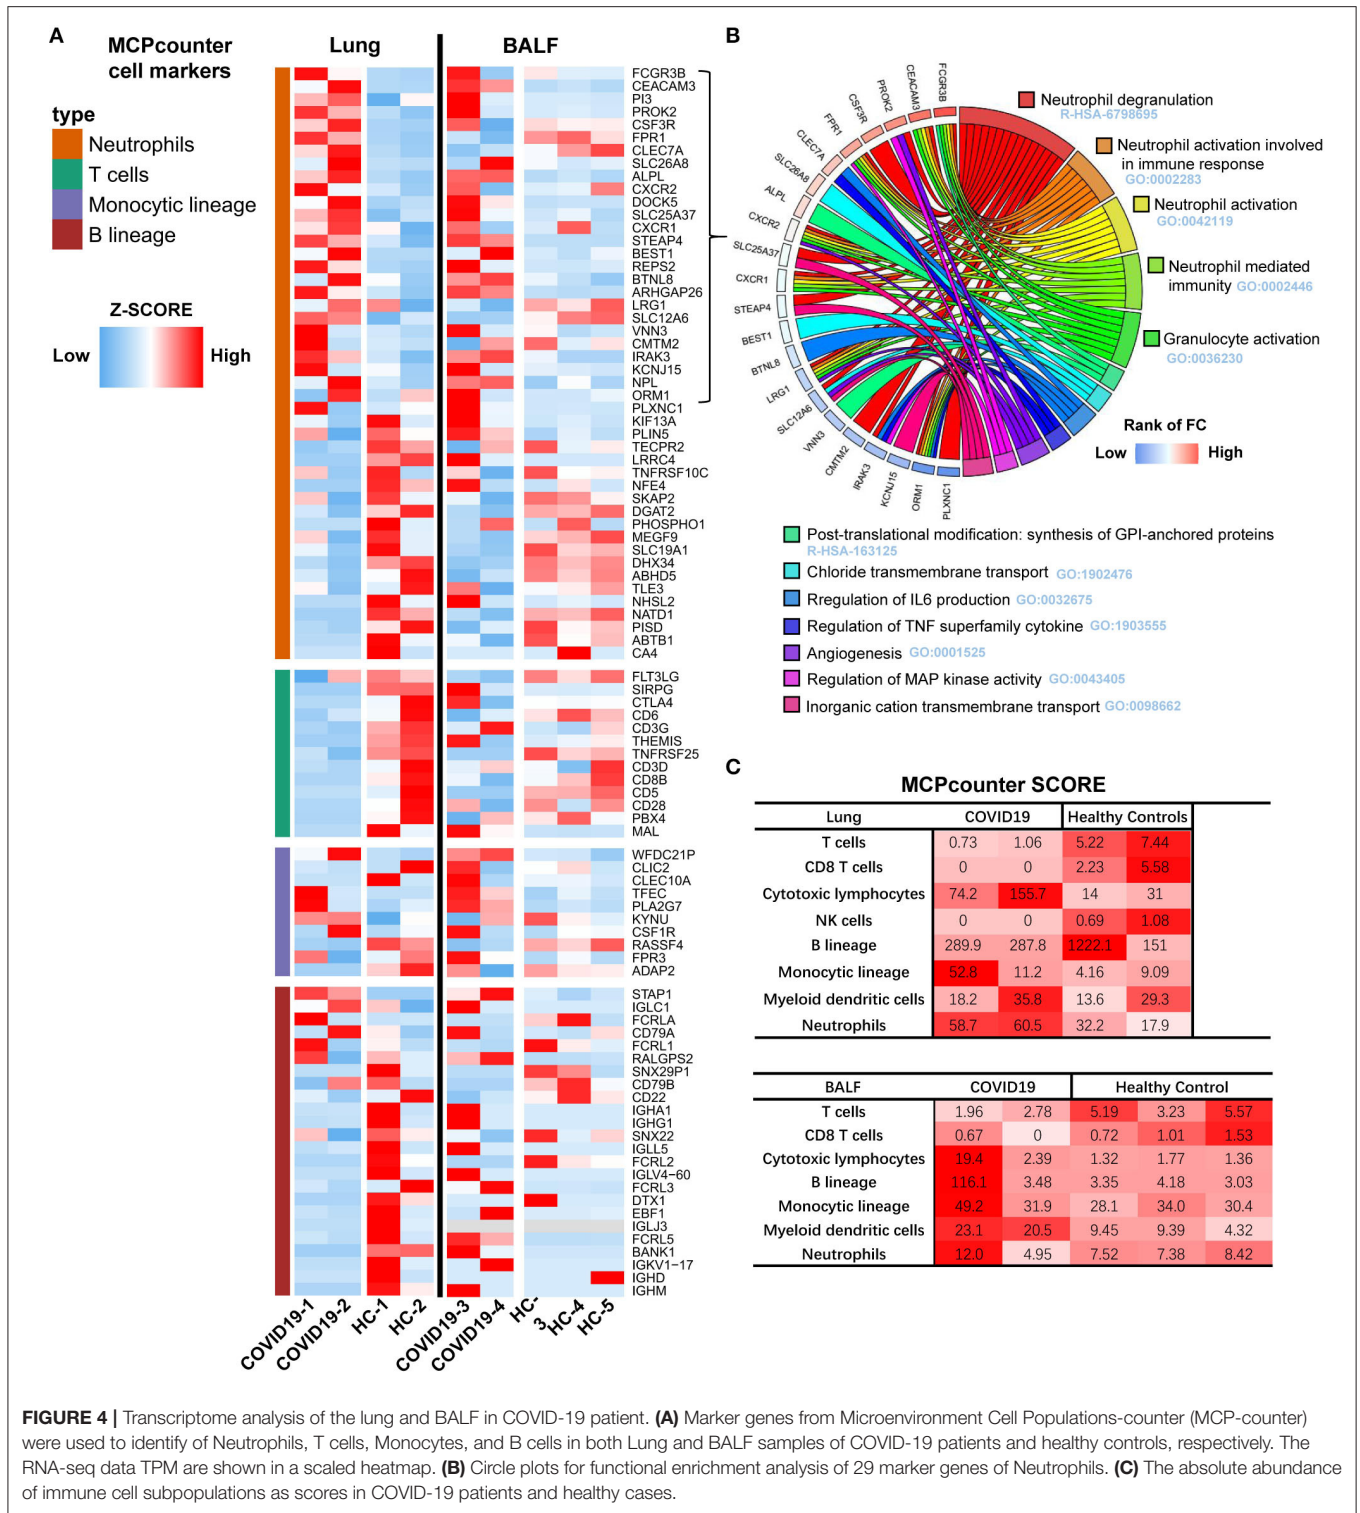 A
MCPcounter
cell markers
Lung
BALF
type
Neutrophils
T cells
Monocytic lineage
B lineage
Z-SCORE
Low
High
FCGR3B
CEACAM3
PI3
PROK2
CSF3R
FPR1
CLEC7A
SLC26A8
ALPL
CXCR2
DOCK5
SLC25A37
CXCR1
STEAP4
BEST1
REPS2
BTNL8
ARHGAP26
LRG1
SLC12A6
VNN3
CMTM2
IRAK3
KCNJ15
NPL
ORM1
PLXNC1
KIF13A
PLIN5
TECPR2
LRRC4
TNFRSF10C
NFE4
SKAP2
DGAT2
PHOSPHO1
MEGF9
SLC19A1
DHX34
ABHD5
TLE3
NHSL2
NATD1
PISD
ABTB1
CA4
FLT3LG
SIRPG
CTLA4
CD6
CD3G
THEMIS
TNFRSF25
CD3D
CD8B
CD5
CD28
PBX4
MAL
WFDC21P
CLIC2
CLEC10A
TFEC
PLA2G7
KYNU
CSF1R
RASSF4
FPR3
ADAP2
STAP1
IGLC1
FCRLA
CD79A
FCRL1
RALGPS2
SNX29P1
CD79B
CD22
IGHA1
IGHG1
SNX22
IGLL5
FCRL2
IGLV4−60
FCRL3
DTX1
EBF1
IGLJ3
FCRL5
BANK1
IGKV1−17
IGHD
IGHM
COVID19-1
COVID19-2
HC-1
HC-2
COVID19-3
COVID19-4
HC-
3
HC-4
HC-5
B
FCGR3B
CEACAM3
PROK2
CSF3R
FPR1
CLEC7A
SLC26A8
ALPL
CXCR2
SLC25A37
CXCR1
STEAP4
BEST1
BTNL8
LRG1
SLC12A6
VNN3
CMTM2
IRAK3
KCNJ15
ORM1
PLXNC1
Neutrophil degranulation
R-HSA-6798695
Neutrophil activation involved
in immune response
GO:0002283
Neutrophil activation
GO:0042119
Neutrophil mediated
immunity GO:0002446
Granulocyte activation
GO:0036230
Rank of FC
Low
High
Post-translational modification: synthesis of GPI-anchored proteins
R-HSA-163125
Chloride transmembrane transport GO:1902476
Rregulation of IL6 production GO:0032675
Regulation of TNF superfamily cytokine GO:1903555
Angiogenesis GO:0001525
Regulation of MAP kinase activity GO:0043405
Inorganic cation transmembrane transport GO:0098662
C
MCPcounter SCORE
Lung COVID19 Healthy Controls
T cells 0.73 1.06 5.22 7.44
CD8 T cells 0 0 2.23 5.58
Cytotoxic lymphocytes 74.2 155.7 14 31
NK cells 0 0 0.69 1.08
B lineage 289.9 287.8 1222.1 151
Monocytic lineage 52.8 11.2 4.16 9.09
Myeloid dendritic cells 18.2 35.8 13.6 29.3
Neutrophils 58.7 60.5 32.2 17.9
BALF COVID19 Healthy Control
T cells 1.96 2.78 5.19 3.23 5.57
CD8 T cells 0.67 0 0.72 1.01 1.53
Cytotoxic lymphocytes 19.4 2.39 1.32 1.77 1.36
B lineage 116.1 3.48 3.35 4.18 3.03
Monocytic lineage 49.2 31.9 28.1 34.0 30.4
Myeloid dendritic cells 23.1 20.5 9.45 9.39 4.32
Neutrophils 12.0 4.95 7.52 7.38 8.42
FIGURE 4 | Transcriptome analysis of the lung and BALF in COVID-19 patient. (A) Marker genes from Microenvironment Cell Populations-counter (MCP-counter)
were used to identify of Neutrophils, T cells, Monocytes, and B cells in both Lung and BALF samples of COVID-19 patients and healthy controls, respectively. The
RNA-seq data TPM are shown in a scaled heatmap. (B) Circle plots for functional enrichment analysis of 29 marker genes of Neutrophils. (C) The absolute abundance
of immune cell subpopulations as scores in COVID-19 patients and healthy cases.